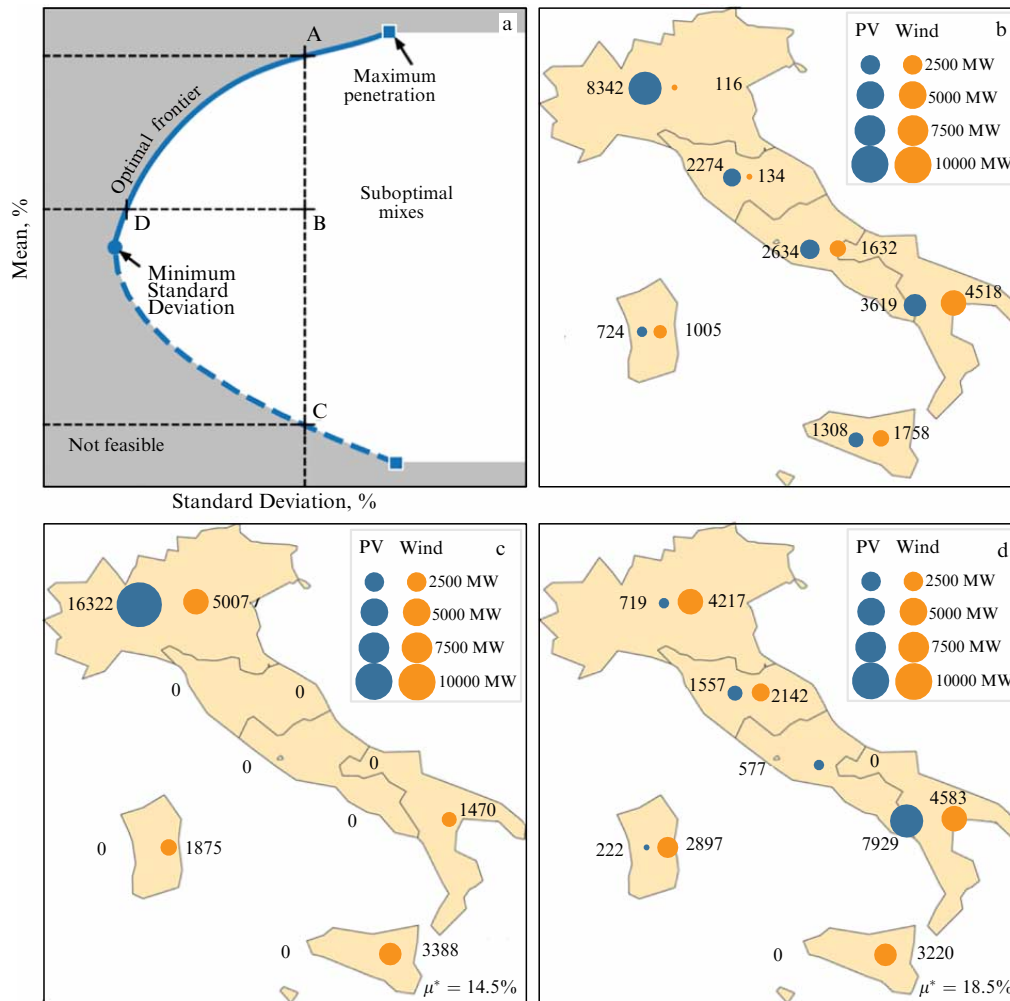 a
A
Maximum
penetration
Optimal frontier
Suboptimal
mixes
D
B
Minimum
Standard
Deviation
C
Not feasible
Mean, %
Standard Deviation, %
b
PV Wind
2500 MW
5000 MW
7500 MW
10000 MW
8342 116
2274 134
2634 1632
3619 4518
724 1005
1308 1758
c
PV Wind
2500 MW
5000 MW
7500 MW
10000 MW
16322 5007
0 0
0 0
0 1470
0 1875
0 3388
μ* = 14.5%
d
PV Wind
2500 MW
5000 MW
7500 MW
10000 MW
719 4217
1557 2142
577 0
7929 4583
222 2897
0 3220
μ* = 18.5%